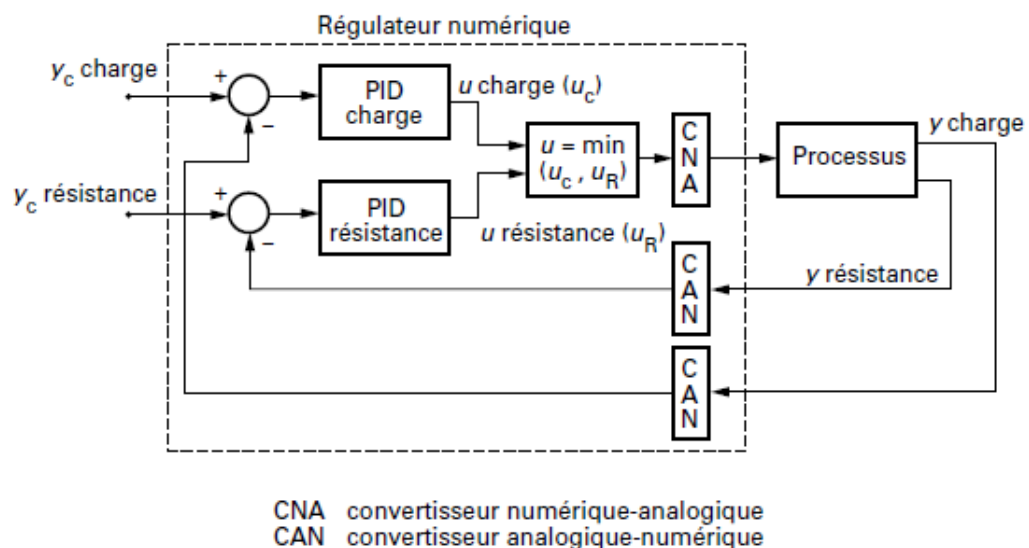 Régulateur numérique
y_c charge
+
−
PID
charge
u charge (u_c)
u = min
(u_c , u_R)
C
N
A
Processus
y charge
y_c résistance
+
−
PID
résistance
u résistance (u_R)
C
A
N
y résistance
C
A
N
CNA convertisseur numérique-analogique
CAN convertisseur analogique-numérique